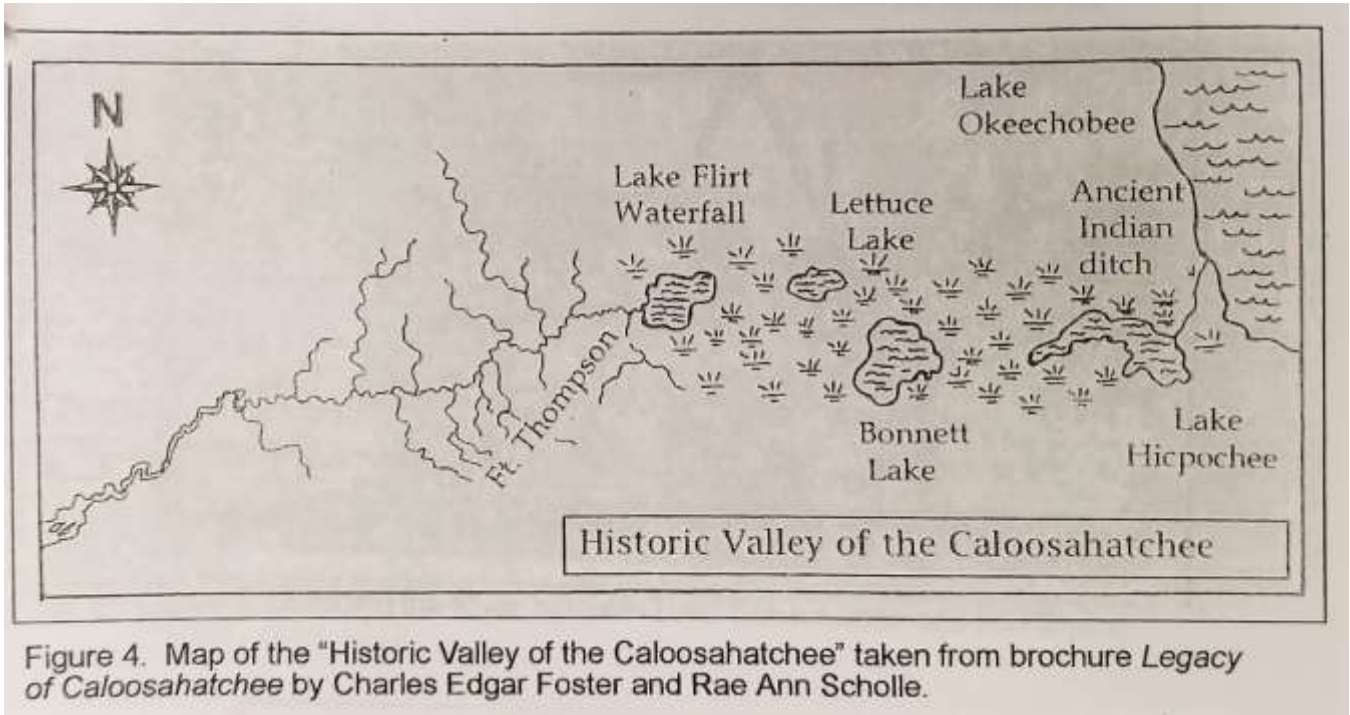 N
Lake
Okeechobee
Lake Flirt
Waterfall
Lettuce
Lake
Ancient
Indian
ditch
Ft. Thompson
Bonnett
Lake
Lake
Hicpochee
Historic Valley of the Caloosahatchee
Figure 4. Map of the "Historic Valley of the Caloosahatchee" taken from brochure Legacy
of Caloosahatchee by Charles Edgar Foster and Rae Ann Scholle.